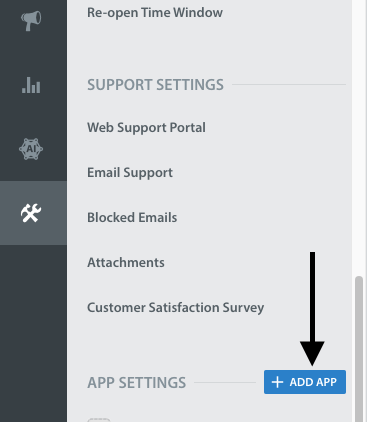 Re-open Time Window
SUPPORT SETTINGS
Web Support Portal
AI
Email Support
Blocked Emails
Attachments
Customer Satisfaction Survey
APP SETTINGS
+ ADD APP